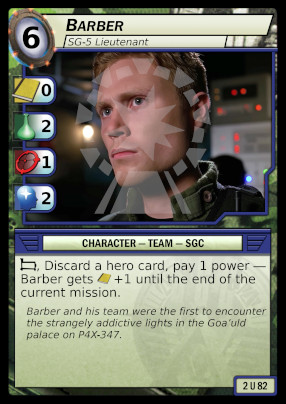 6
BARBER
SG-5 Lieutenant
0
2
1
2
CHARACTER – TEAM – SGC
, Discard a hero card, pay 1 power —
Barber gets +1 until the end of the
current mission.
Barber and his team were the first to encounter
the strangely addictive lights in the Goa'uld
palace on P4X-347.
2 U 82